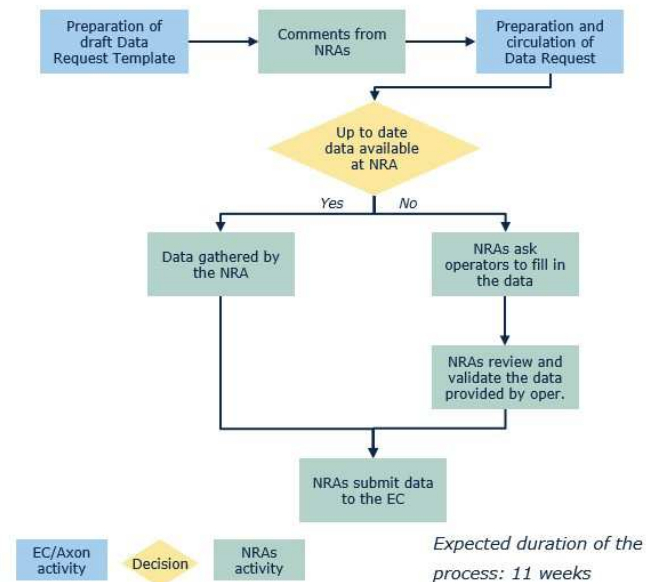 Preparation of
draft Data
Request Template
Comments from
NRAs
Preparation and
circulation of
Data Request
Up to date
data available
at NRA
Yes
No
Data gathered by
the NRA
NRAs ask
operators to fill in
the data
NRAs review and
validate the data
provided by oper.
NRAs submit data
to the EC
EC/Axon
activity
Decision
NRAs
activity
Expected duration of the
process: 11 weeks